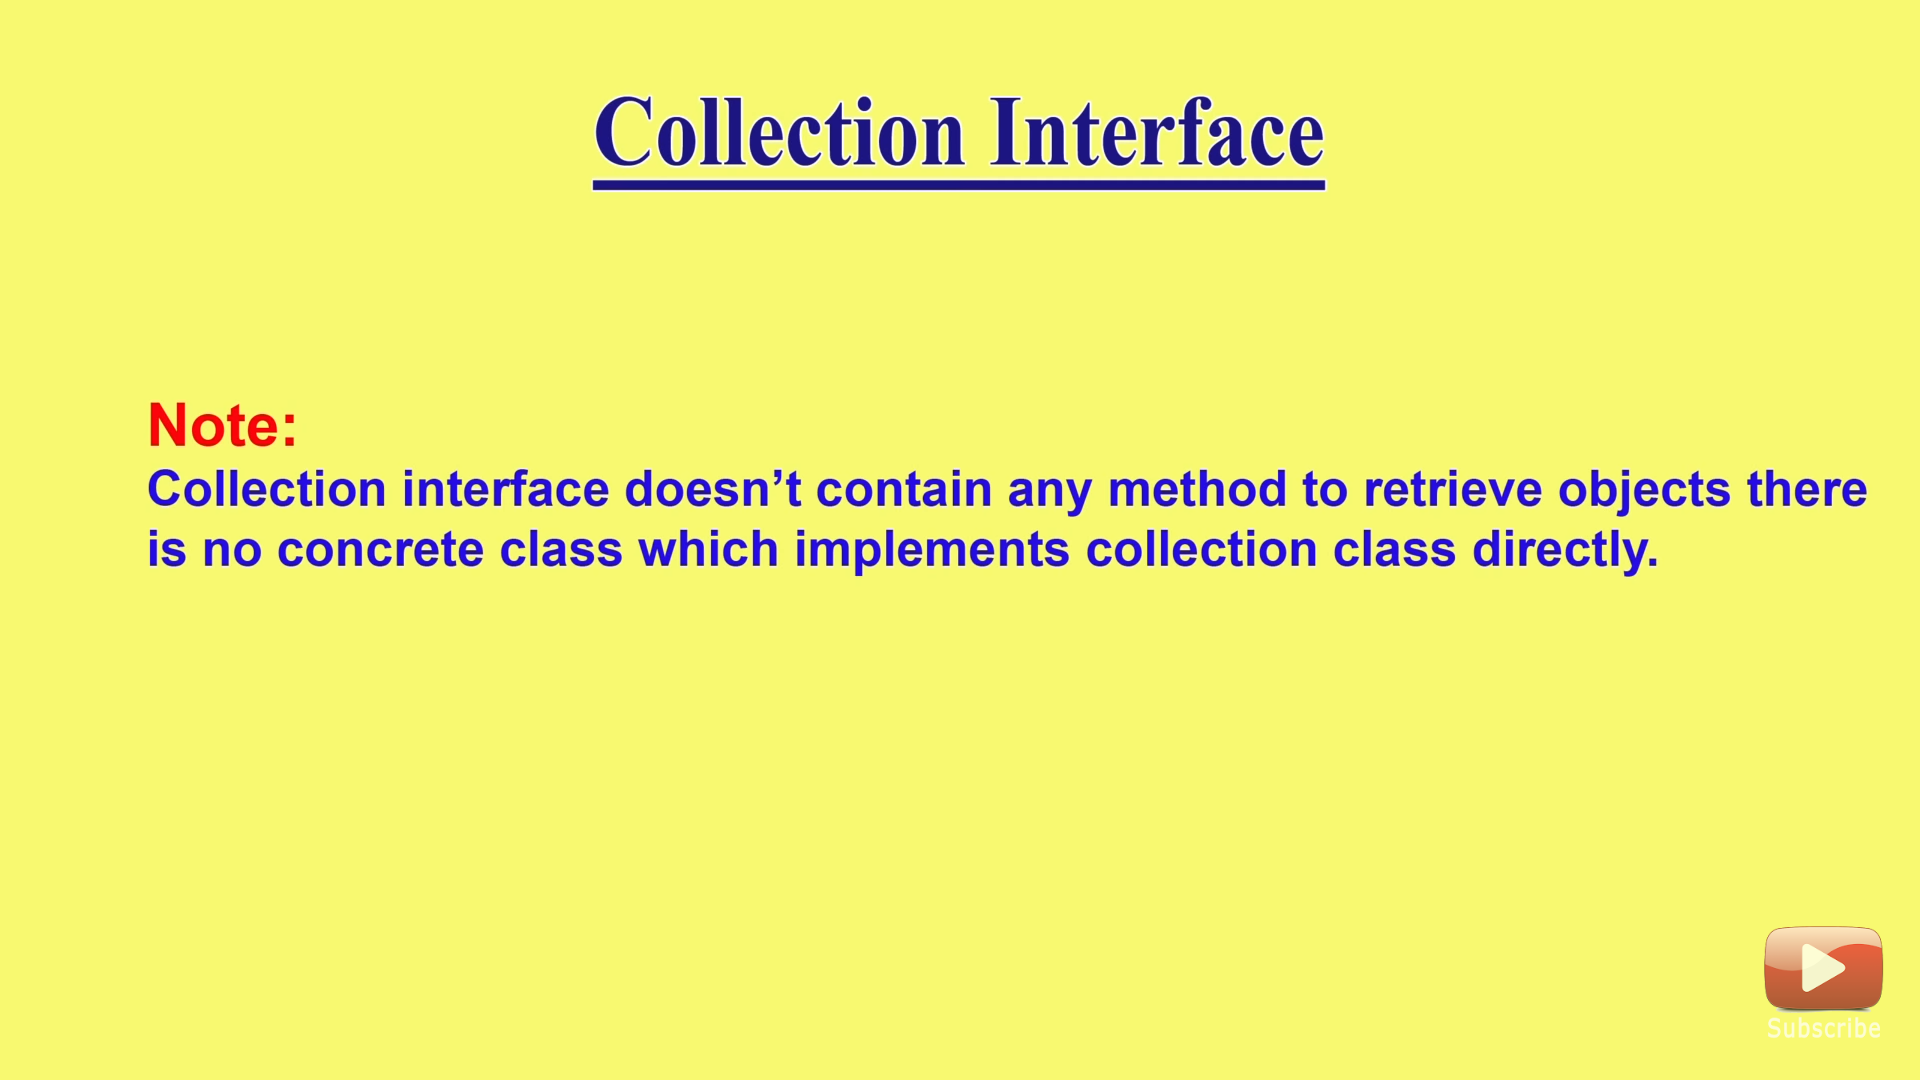 Collection Interface
Note:
Collection interface doesn’t contain any method to retrieve objects there
is no concrete class which implements collection class directly.
Subscribe